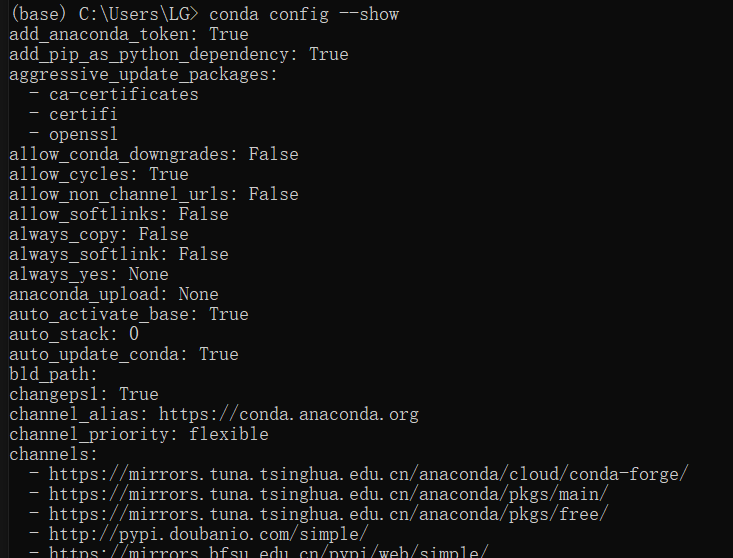 (base) C:\Users\LG> conda config --show
add_anaconda_token: True
add_pip_as_python_dependency: True
aggressive_update_packages:
  - ca-certificates
  - certifi
  - openssl
allow_conda_downgrades: False
allow_cycles: True
allow_non_channel_urls: False
allow_softlinks: False
always_copy: False
always_softlink: False
always_yes: None
anaconda_upload: None
auto_activate_base: True
auto_stack: 0
auto_update_conda: True
bld_path:
changeps1: True
channel_alias: https://conda.anaconda.org
channel_priority: flexible
channels:
  - https://mirrors.tuna.tsinghua.edu.cn/anaconda/cloud/conda-forge/
  - https://mirrors.tuna.tsinghua.edu.cn/anaconda/pkgs/main/
  - https://mirrors.tuna.tsinghua.edu.cn/anaconda/pkgs/free/
  - http://pypi.doubanio.com/simple/
  - https://mirrors.bfsu.edu.cn/pypi/web/simple/